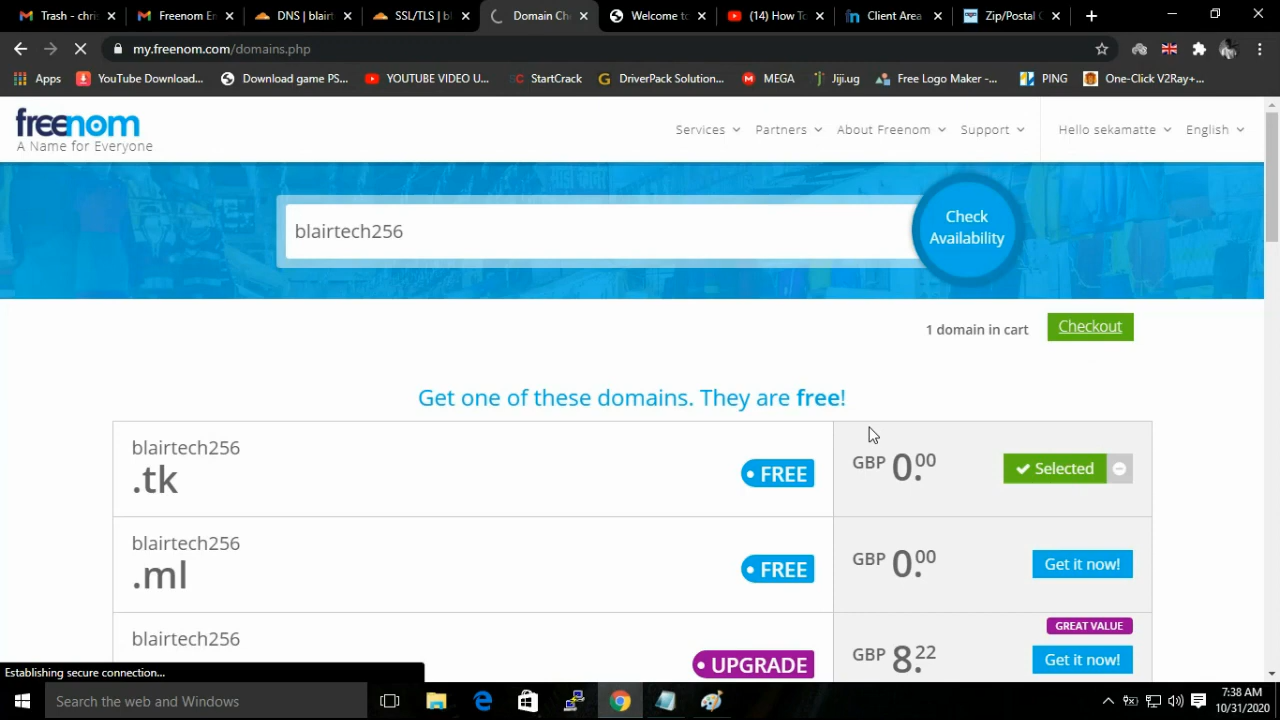 Trash - chris
Freenom En
DNS | blairt
SSL/TLS | bl
Domain Che
Welcome to
(14) How To
Client Area
Zip/Postal C
my.freenom.com/domains.php
Apps
YouTube Download...
Download game PS...
YOUTUBE VIDEO U...
StartCrack
DriverPack Solution...
MEGA
Jiji.ug
Free Logo Maker -...
PING
One-Click V2Ray+...
freenom
A Name for Everyone
Services
Partners
About Freenom
Support
Hello sekamatte
English
blairtech256
Check
Availability
1 domain in cart
Checkout
Get one of these domains. They are free!
blairtech256
.tk
FREE
GBP 0.00
Selected
blairtech256
.ml
FREE
GBP 0.00
Get it now!
GREAT VALUE
blairtech256
UPGRADE
GBP 8.22
Get it now!
Establishing secure connection...
Search the web and Windows
7:38 AM
10/31/2020